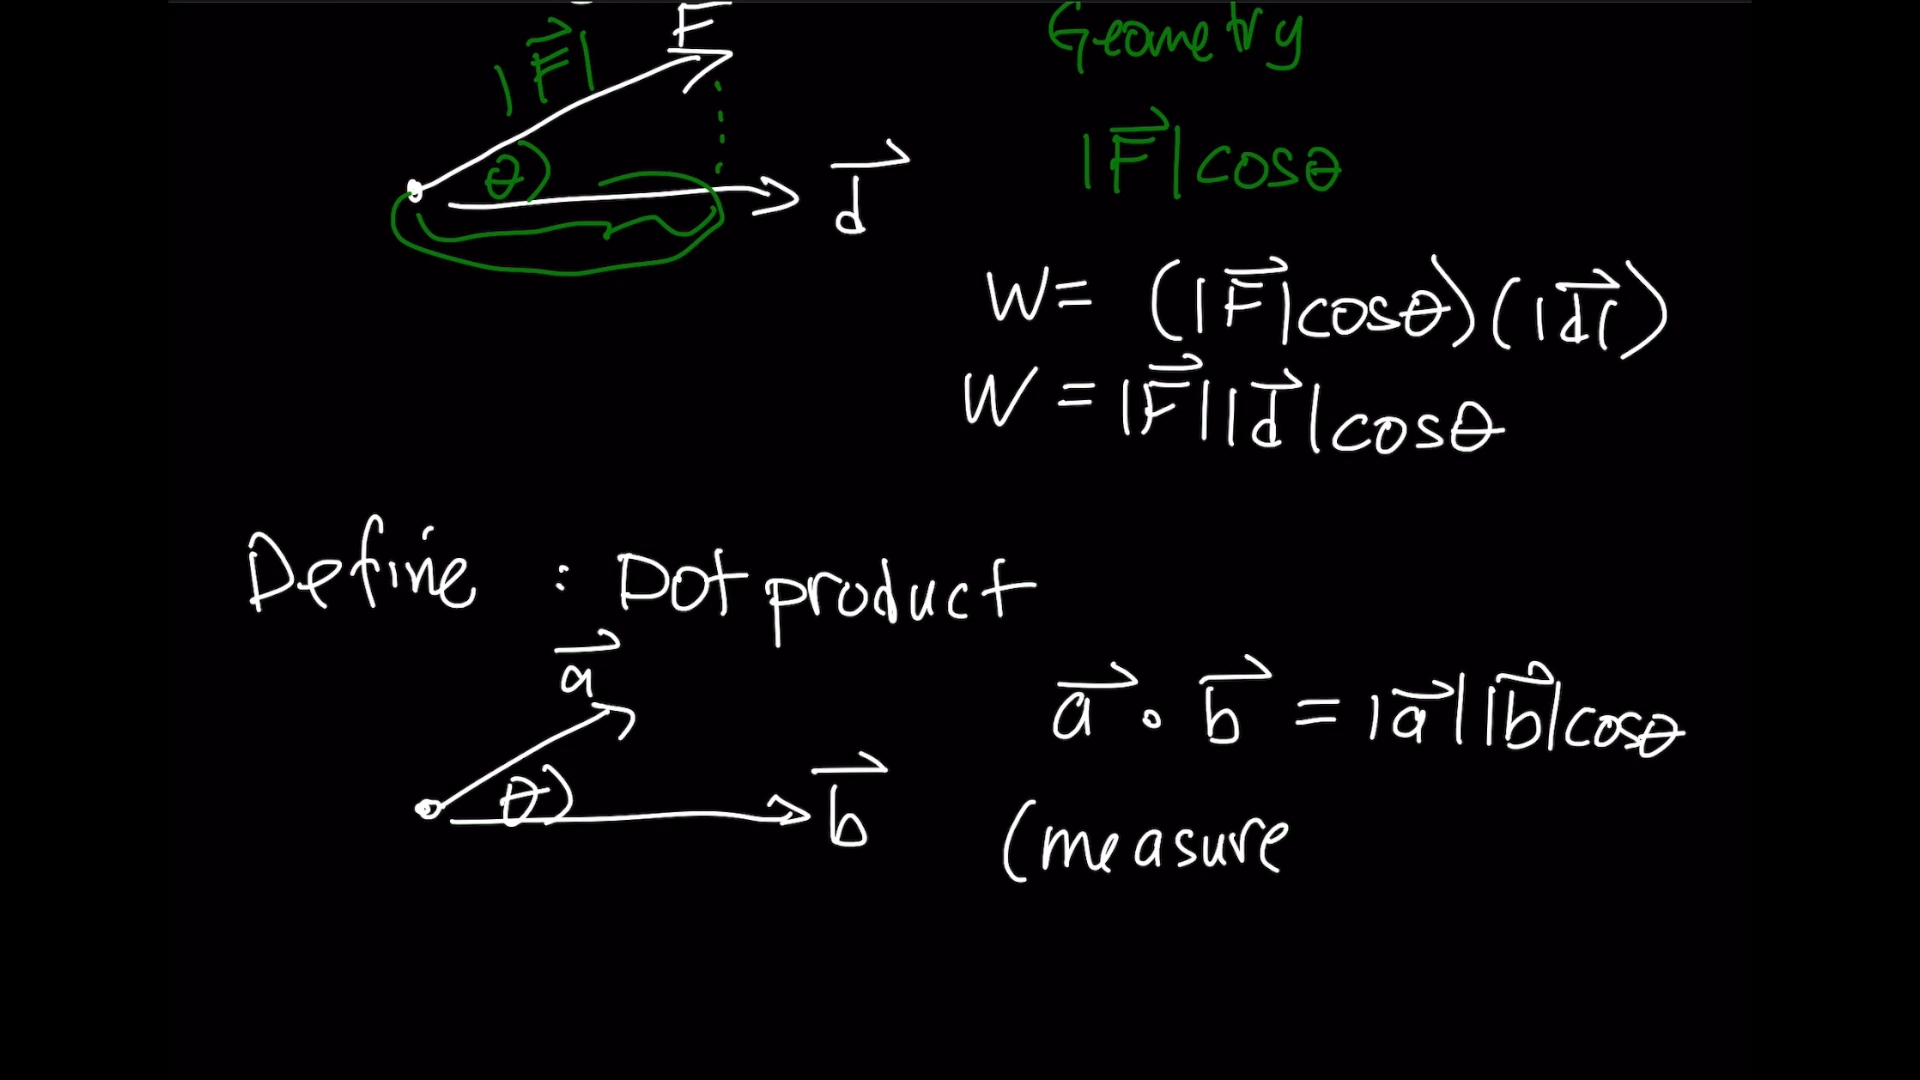 F⃗
|F⃗|
Geometry
θ
d⃗
|F⃗|cosθ
W= (|F⃗|cosθ)(|d⃗|)
W = |F⃗||d⃗|cosθ
Define : Dot product
a⃗
θ
b⃗
a⃗ · b⃗ = |a⃗||b⃗|cosθ
(measure